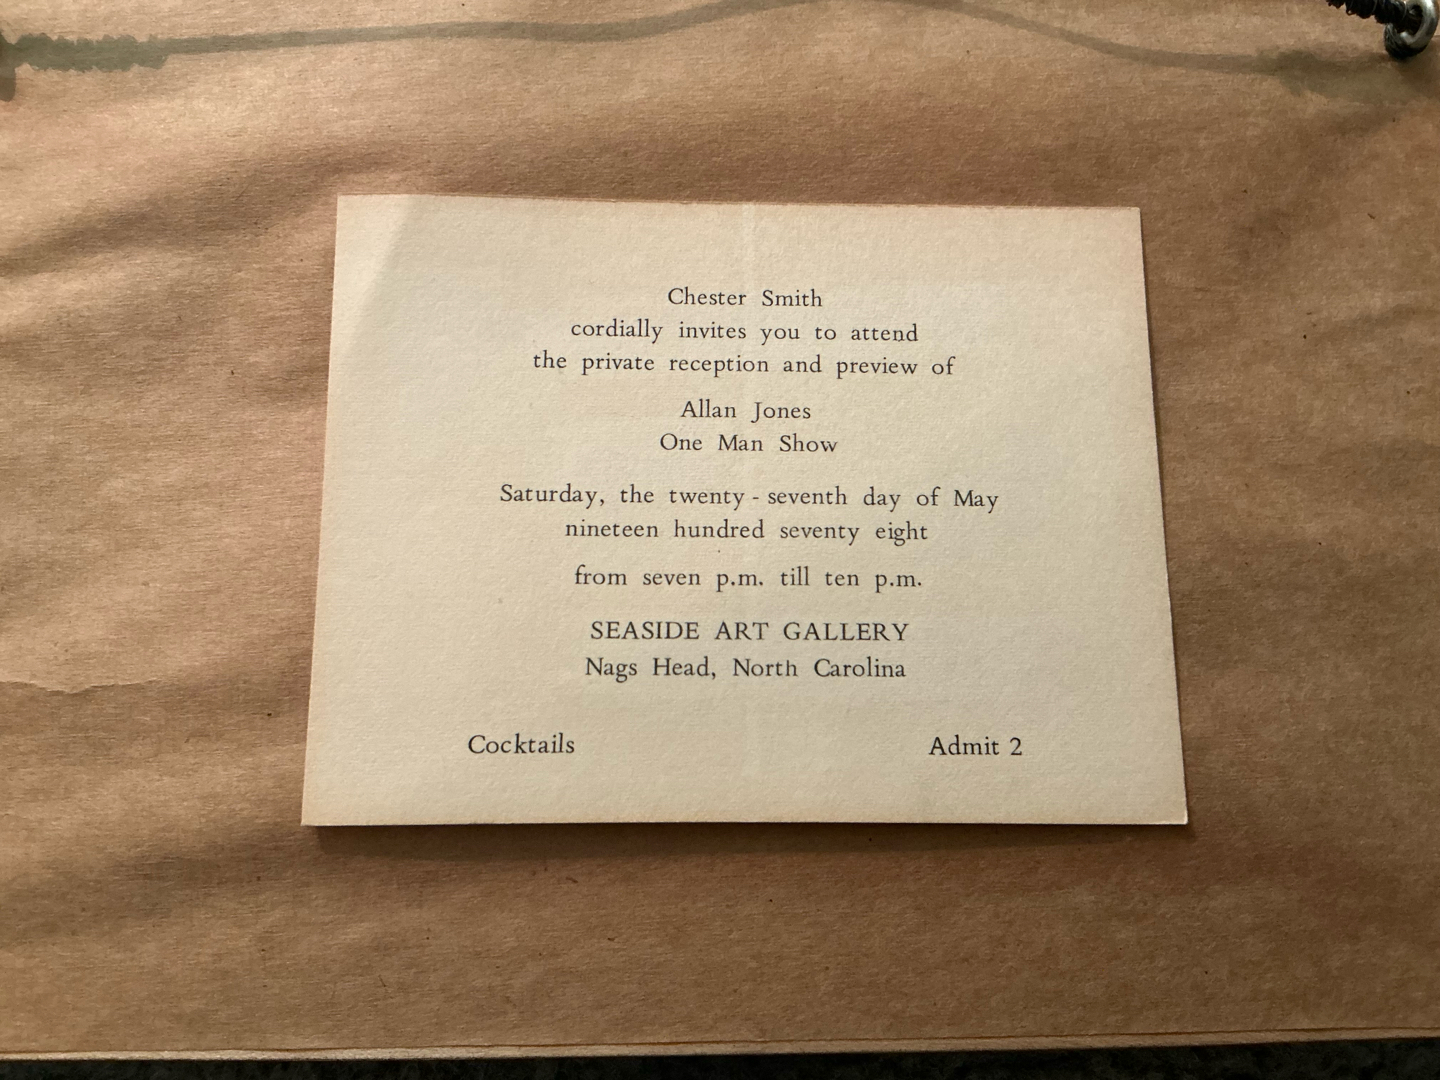 Chester Smith
cordially invites you to attend
the private reception and preview of
Allan Jones
One Man Show
Saturday, the twenty - seventh day of May
nineteen hundred seventy eight
from seven p.m. till ten p.m.
SEASIDE ART GALLERY
Nags Head, North Carolina
Cocktails
Admit 2